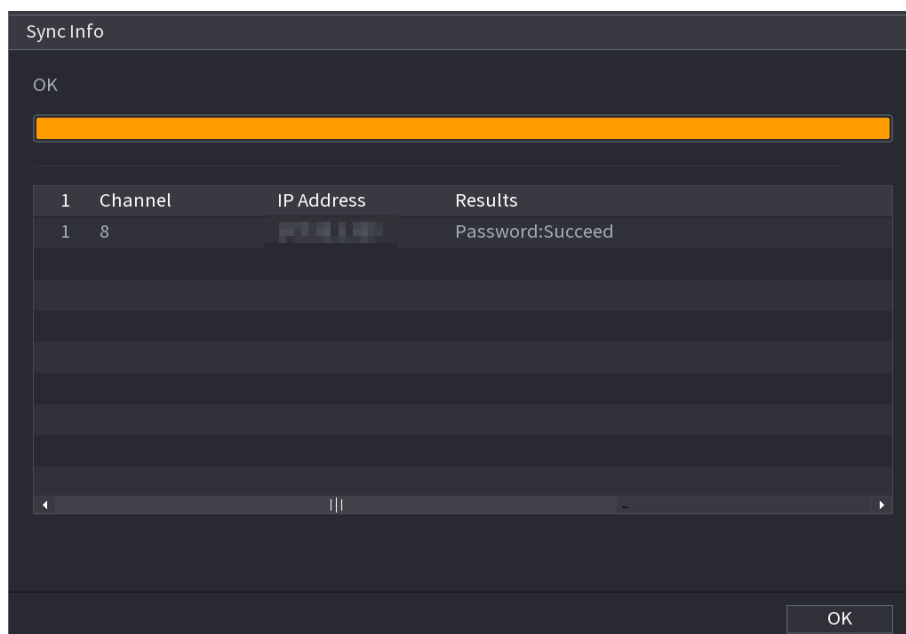 Sync Info
OK
1 Channel IP Address Results
1 8 Password:Succeed
OK